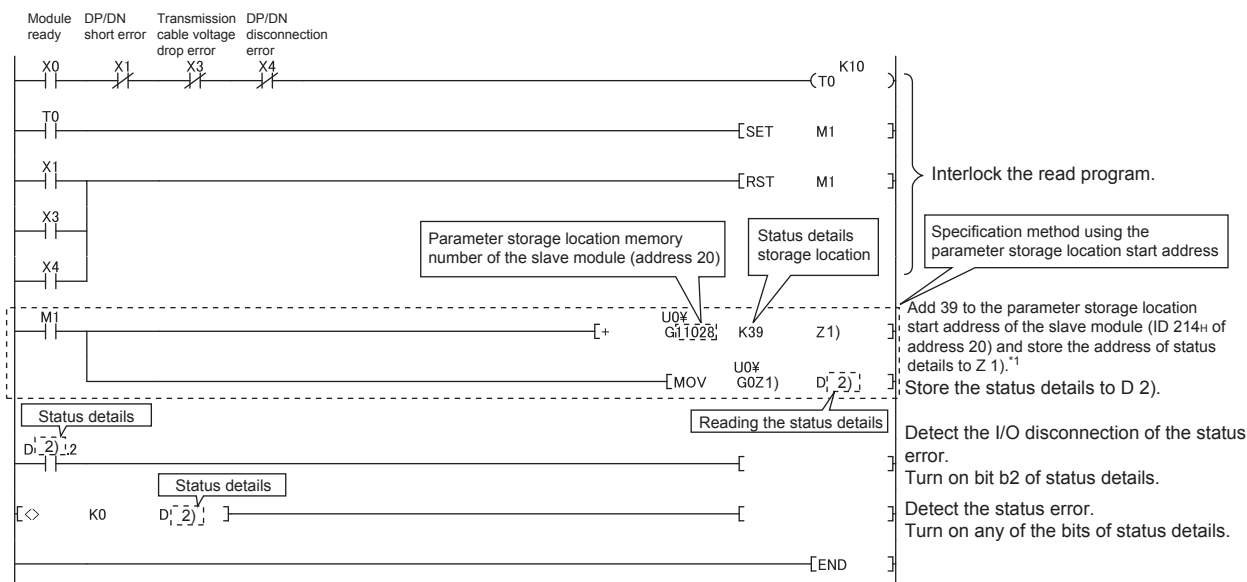 Module ready
DP/DN short error
Transmission cable voltage drop error
DP/DN disconnection error
X0 X1 X3 X4 K10
(T0 )
T0
[SET M1 ]
X1
[RST M1 ]
X3
X4
Interlock the read program.
Parameter storage location memory
number of the slave module (address 20)
Status details
storage location
Specification method using the
parameter storage location start address
M1
U0¥
[+ G11028 K39 Z1) ]
Add 39 to the parameter storage location
start address of the slave module (ID 214H of
address 20) and store the address of status
details to Z 1).*1
U0¥
[MOV G0Z1) D 2) ]
Store the status details to D 2).
Reading the status details
Status details
D 2).2
[ ]
Detect the I/O disconnection of the status
error.
Turn on bit b2 of status details.
Status details
[<> K0 D 2) ]
[ ]
Detect the status error.
Turn on any of the bits of status details.
[END ]